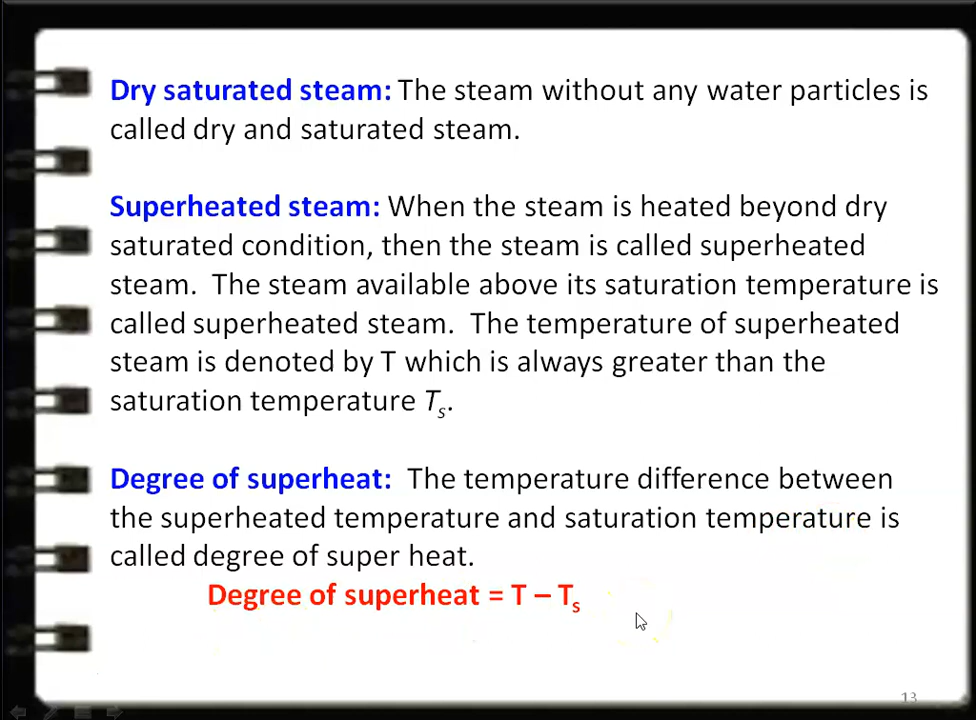 Dry saturated steam: The steam without any water particles is
called dry and saturated steam.
Superheated steam: When the steam is heated beyond dry
saturated condition, then the steam is called superheated
steam. The steam available above its saturation temperature is
called superheated steam. The temperature of superheated
steam is denoted by T which is always greater than the
saturation temperature Ts.
Degree of superheat: The temperature difference between
the superheated temperature and saturation temperature is
called degree of super heat.
Degree of superheat = T – Ts
13